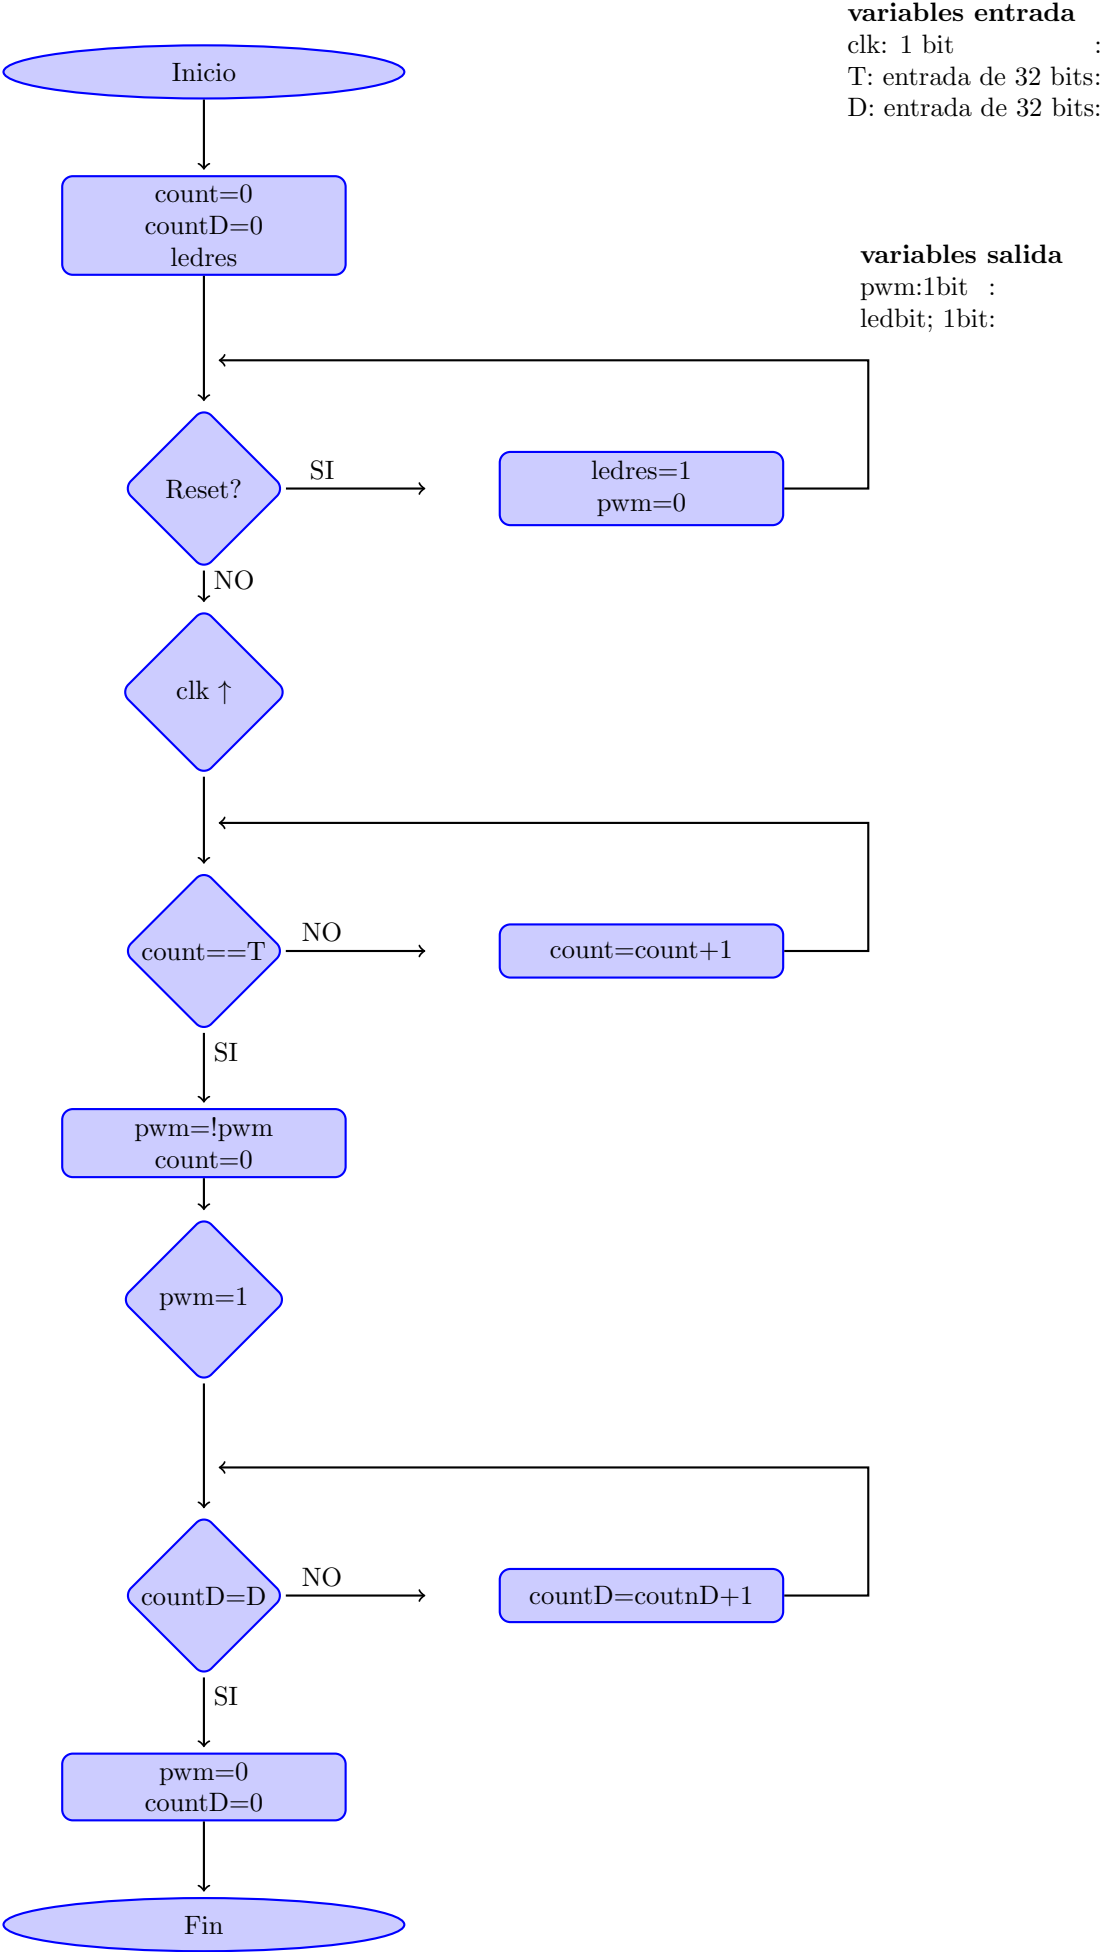 variables entrada
clk: 1 bit :
T: entrada de 32 bits:
D: entrada de 32 bits:
Inicio
count=0
countD=0
ledres
variables salida
pwm:1bit :
ledbit; 1bit:
Reset?
SI
ledres=1
pwm=0
NO
clk ↑
count==T
NO
count=count+1
SI
pwm=!pwm
count=0
pwm=1
countD=D
NO
countD=coutnD+1
SI
pwm=0
countD=0
Fin